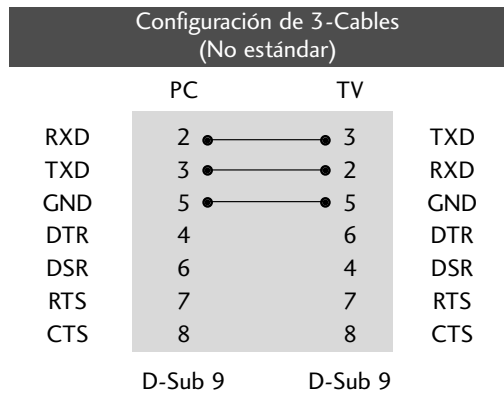 Configuración de 3-Cables
(No estándar)
PC TV
RXD 2 3 TXD
TXD 3 2 RXD
GND 5 5 GND
DTR 4 6 DTR
DSR 6 4 DSR
RTS 7 7 RTS
CTS 8 8 CTS
D-Sub 9 D-Sub 9